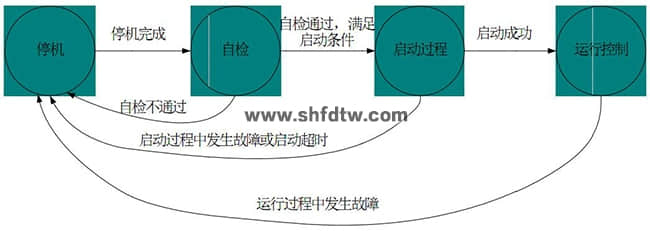 停机
停机完成
自检
自检通过，满足
启动条件
启动过程
启动成功
运行控制
自检不通过
www.shfdtw.com
启动过程中发生故障或启动超时
运行过程中发生故障